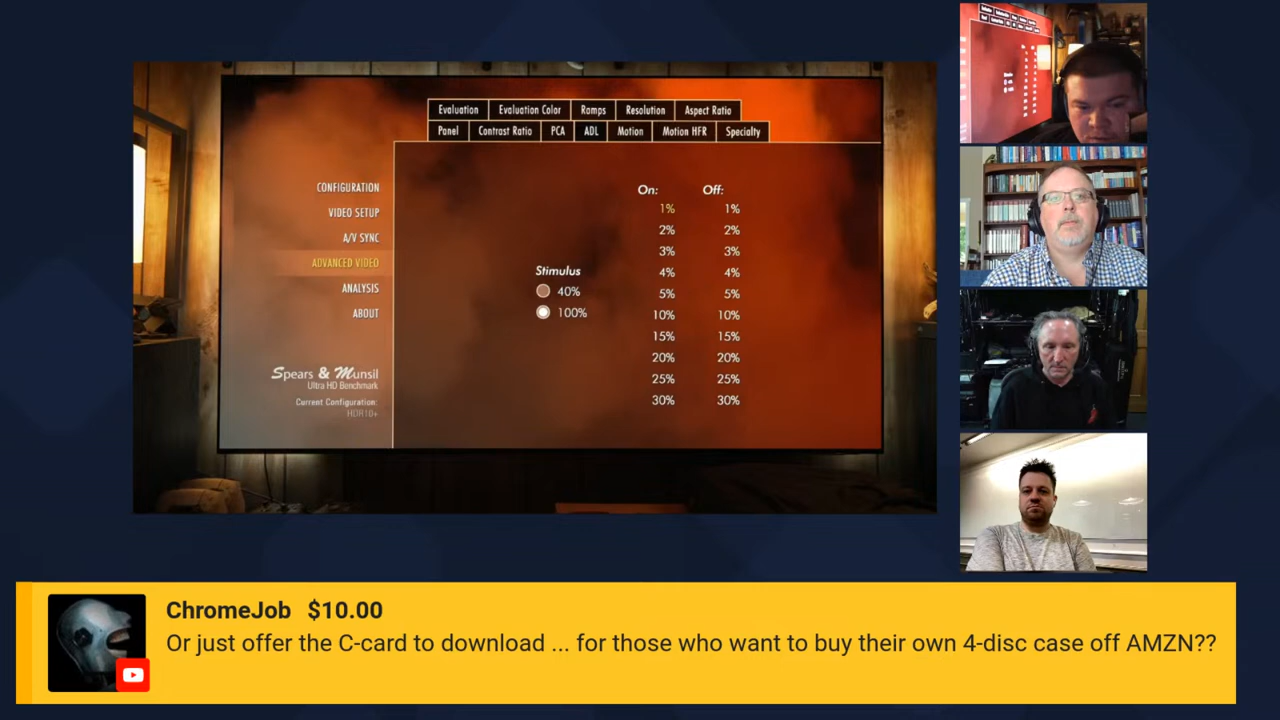 Evaluation Evaluation Color Ramps Resolution Aspect Ratio
Panel Contrast Ratio PCA ADL Motion Motion HFR Specialty
CONFIGURATION
VIDEO SETUP
A/V SYNC
ADVANCED VIDEO
ANALYSIS
ABOUT
Spears & Munsil
Ultra HD Benchmark
Current Configuration:
HDR10+
Stimulus
40%
100%
On: Off:
1% 1%
2% 2%
3% 3%
4% 4%
5% 5%
10% 10%
15% 15%
20% 20%
25% 25%
30% 30%
ChromeJob $10.00
Or just offer the C-card to download ... for those who want to buy their own 4-disc case off AMZN??